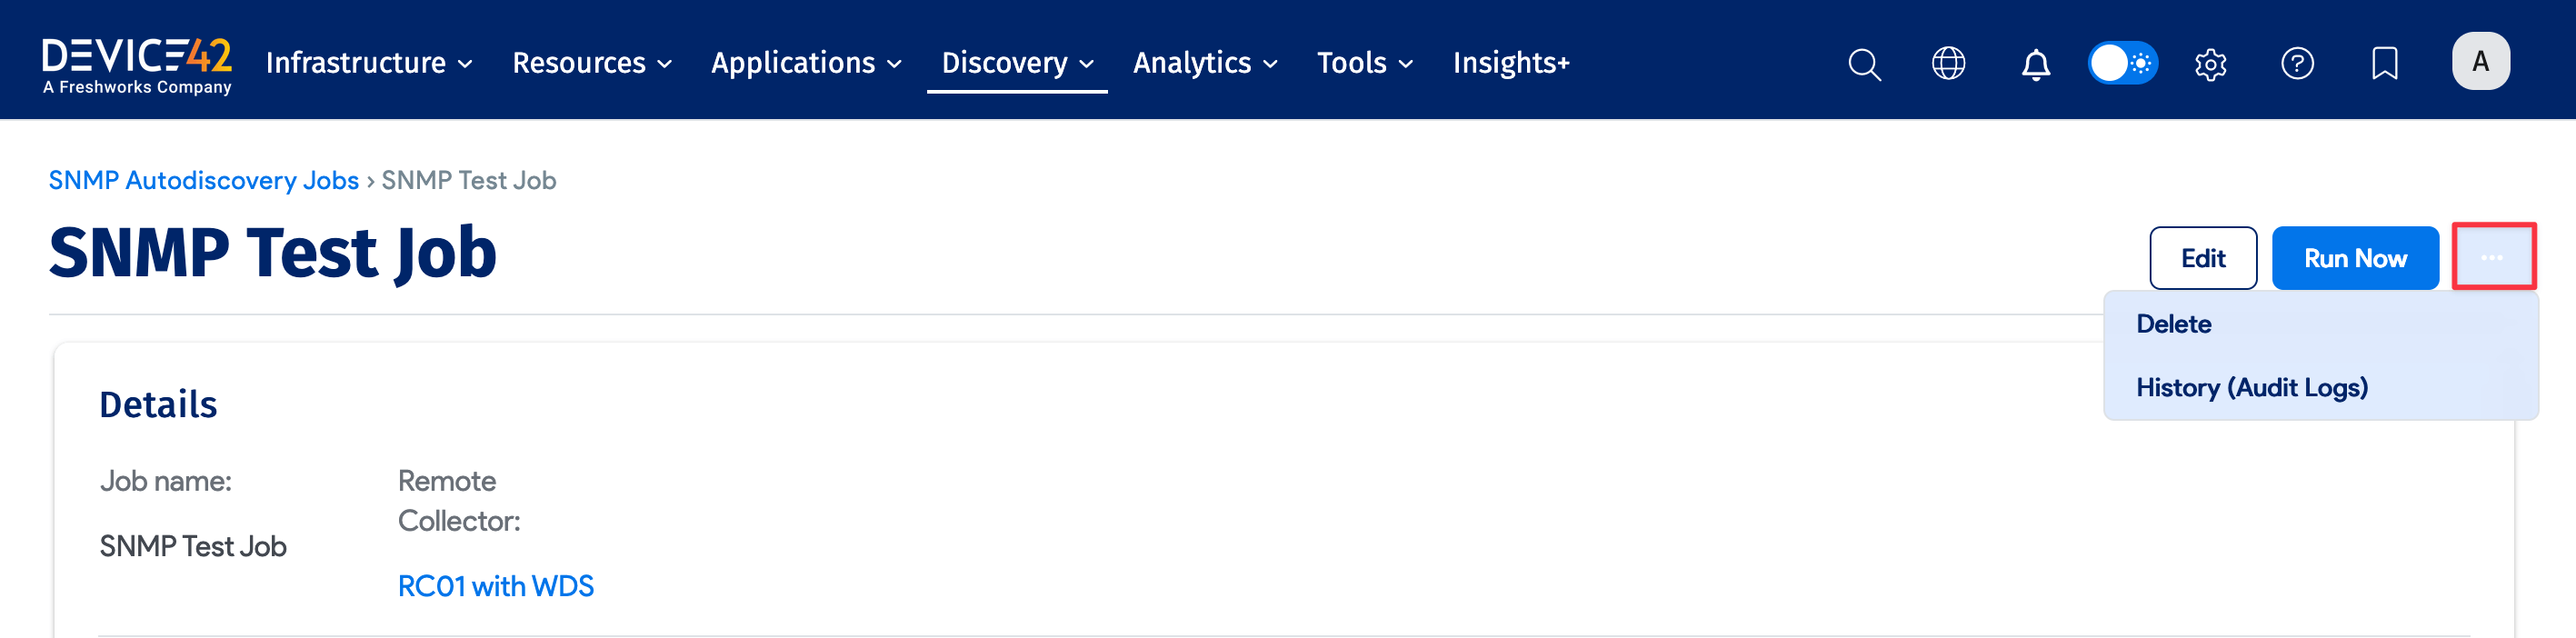 DEVICE42
A Freshworks Company
Infrastructure
Resources
Applications
Discovery
Analytics
Tools
Insights+
A
SNMP Autodiscovery Jobs › SNMP Test Job
SNMP Test Job
Edit
Run Now
...
Delete
History (Audit Logs)
Details
Job name:
SNMP Test Job
Remote
Collector:
RC01 with WDS